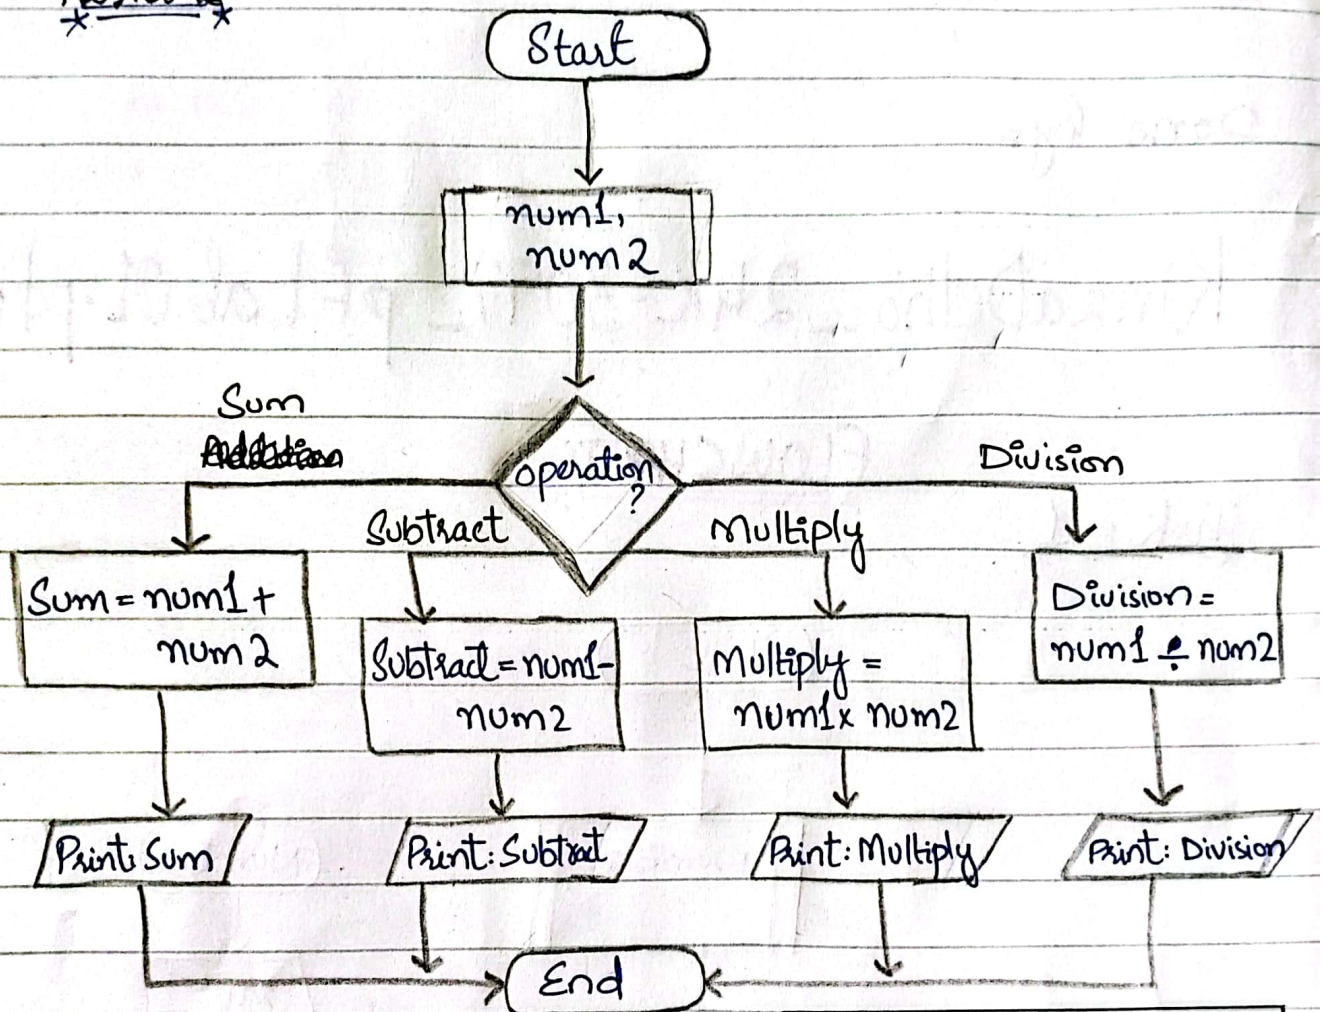 Start
num1,
num2
operation
?
Sum
Division
Subtract
Multiply
Sum = num1 +
num2
Subtract = num1-
num2
Multiply =
num1 x num2
Division =
num1 ÷ num2
Print: Sum
Print: Subtract
Print: Multiply
Print: Division
End